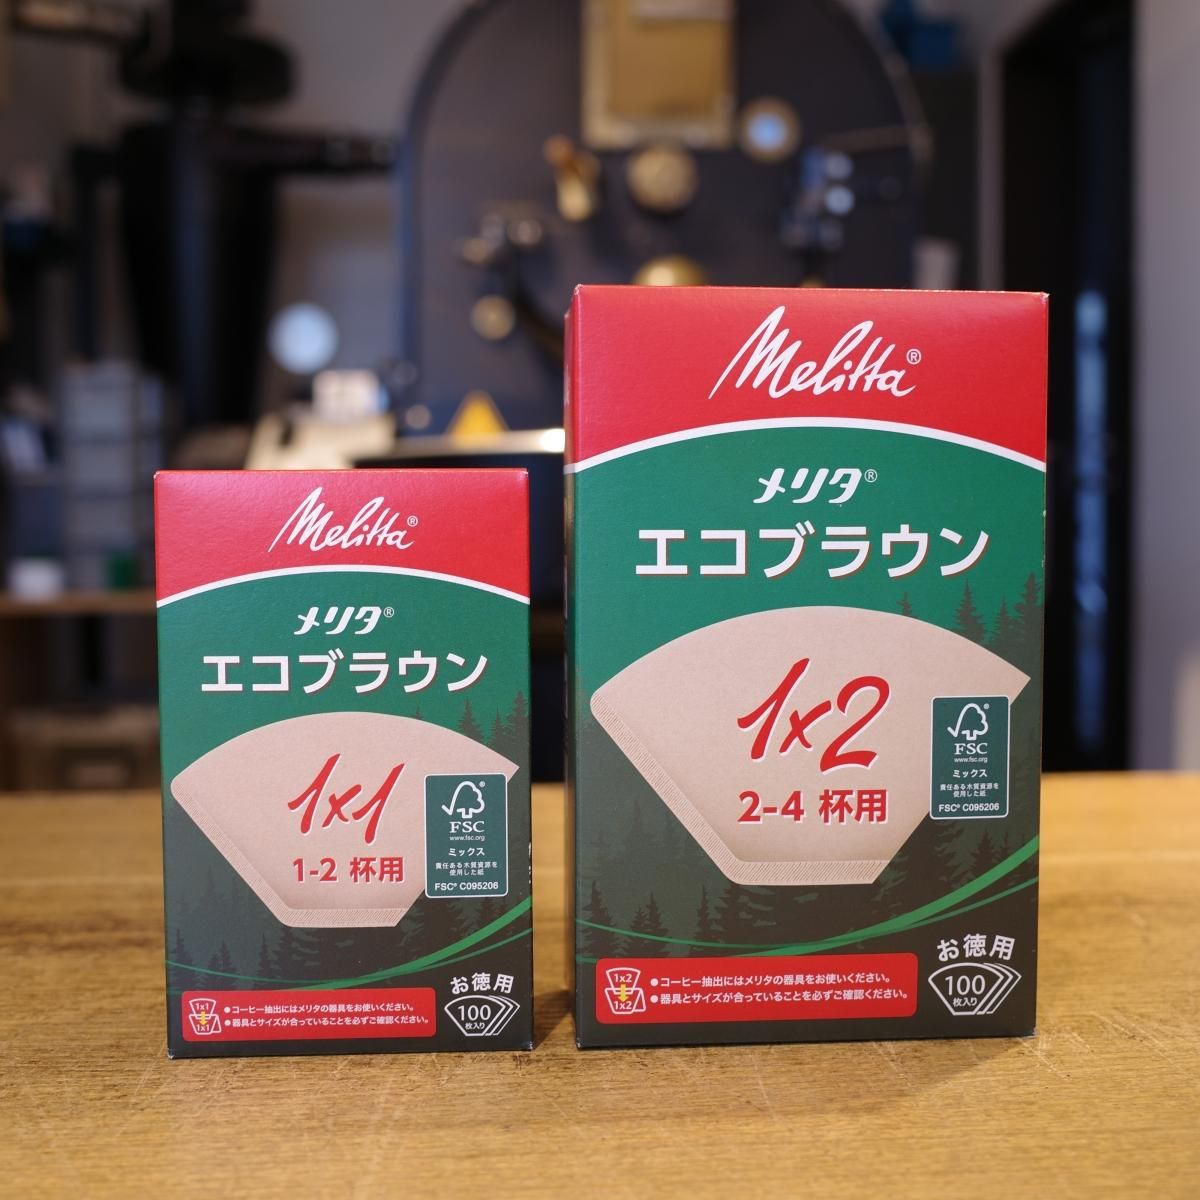 Melitta®
メリタ®
エコブラウン
1x1
1-2 杯用
FSC
www.fsc.org
ミックス
責任ある木質資源を
使用した紙
FSC® C095206
お徳用
100
枚入り
1x1
1x1
●コーヒー抽出にはメリタの器具をお使いください。
●器具とサイズが合っていることを必ずご確認ください。
Melitta®
メリタ®
エコブラウン
1x2
2-4 杯用
FSC
www.fsc.org
ミックス
責任ある木質資源を
使用した紙
FSC® C095206
お徳用
100
枚入り
1x2
1x2
●コーヒー抽出にはメリタの器具をお使いください。
●器具とサイズが合っていることを必ずご確認ください。